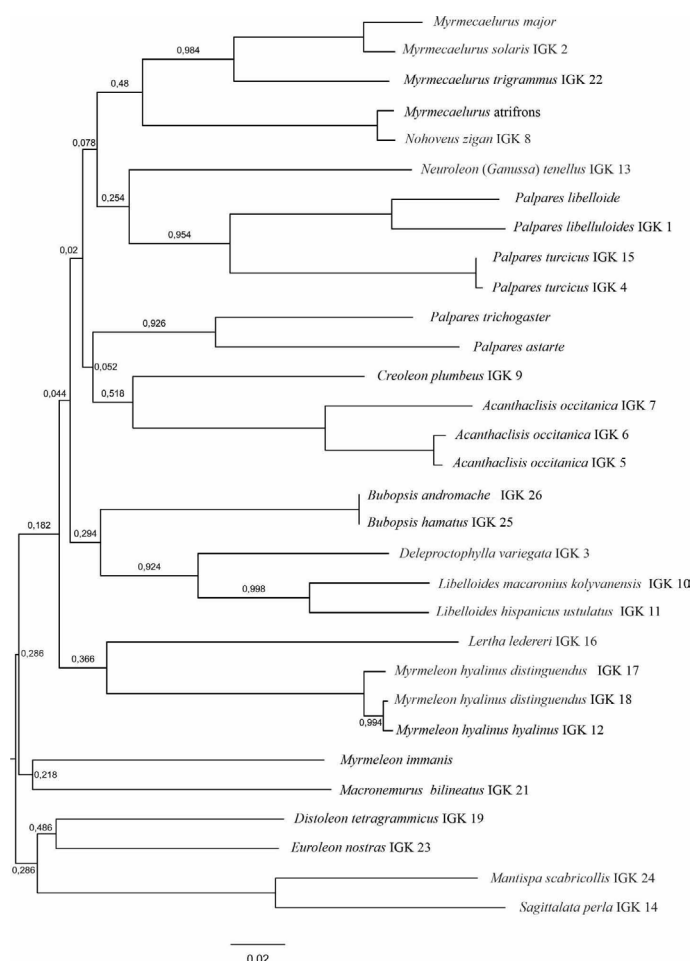 Myrmecaelurus major
0,984
Myrmecaelurus solaris IGK 2
0,48
Myrmecaelurus trigrammus IGK 22
Myrmecaelurus atrifrons
0,078
Nohoveus zigan IGK 8
Neuroleon (Ganussa) tenellus IGK 13
0,254
Palpares libelloide
0,954
Palpares libelluloides IGK 1
0,02
Palpares turcicus IGK 15
Palpares turcicus IGK 4
0,926
Palpares trichogaster
Palpares astarte
0,052
Creoleon plumbeus IGK 9
0,044
0,518
Acanthaclisis occitanica IGK 7
Acanthaclisis occitanica IGK 6
Acanthaclisis occitanica IGK 5
Bubopsis andromache IGK 26
0,182
0,294
Bubopsis hamatus IGK 25
Deleproctophylla variegata IGK 3
0,924
0,998
Libelloides macaronius kolyvanensis IGK 10
Libelloides hispanicus ustulatus IGK 11
Lertha ledereri IGK 16
0,286
0,366
Myrmeleon hyalinus distinguendus IGK 17
Myrmeleon hyalinus distinguendus IGK 18
0,994
Myrmeleon hyalinus hyalinus IGK 12
Myrmeleon immanis
0,218
Macronemurus bilineatus IGK 21
Distoleon tetragrammicus IGK 19
0,486
Euroleon nostras IGK 23
0,286
Mantispa scabricollis IGK 24
Sagittalata perla IGK 14
0.02